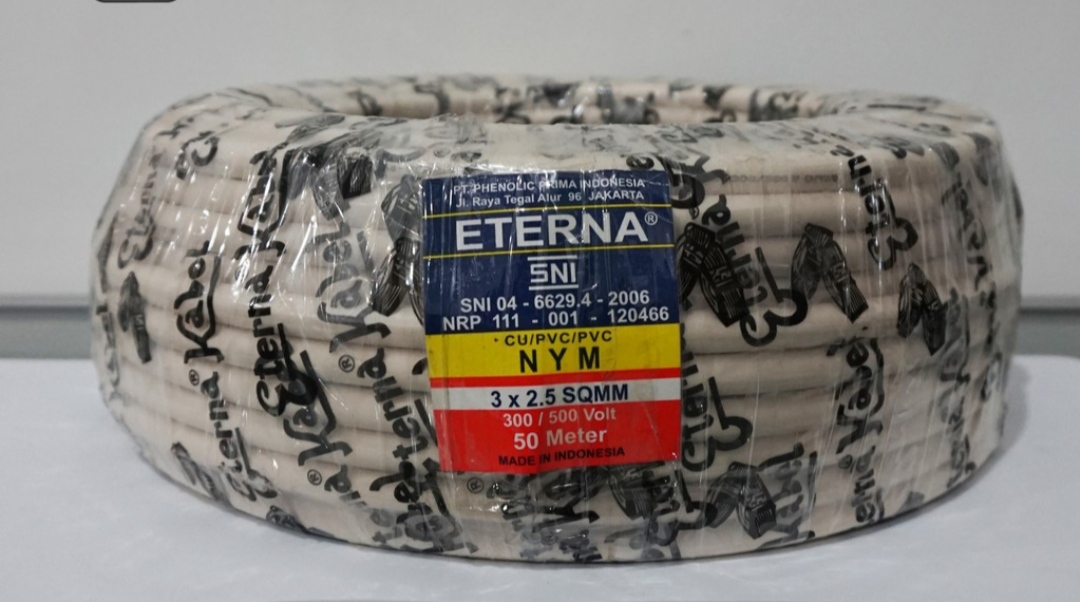 PT. PHENOLIC PRIMA INDONESIA
Jl. Raya Tegal Alur 96 JAKARTA
ETERNA®
SNI
SNI 04 - 6629.4 - 2006
NRP 111 - 001 - 120466
CU/PVC/PVC
N Y M
3 x 2.5 SQMM
300 / 500 Volt
50 Meter
MADE IN INDONESIA
Eterna® Kabel
Eterna Kabel
Kabel
Eterna
Eterna
Eterna® Kabel
Kabel